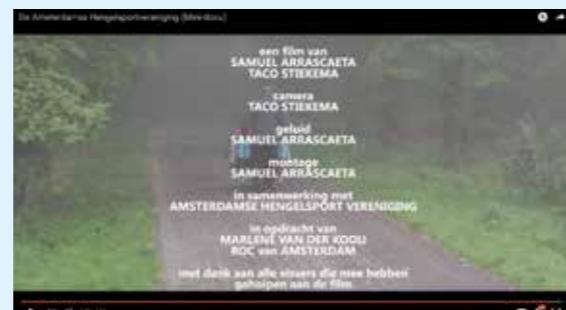 De Amsterdamse Hengelsportvereniging (Mini-docu)
een film van
SAMUEL ARRASCAETA
TACO STIEKEMA
camera
TACO STIEKEMA
geluid
SAMUEL ARRASCAETA
montage
SAMUEL ARRASCAETA
in samenwerking met
AMSTERDAMSE HENGELSPORT VERENIGING
in opdracht van
MARLENE VAN DER KOOIJ
ROC van AMSTERDAM
met dank aan alle vissers die mee hebben
geholpen aan de film